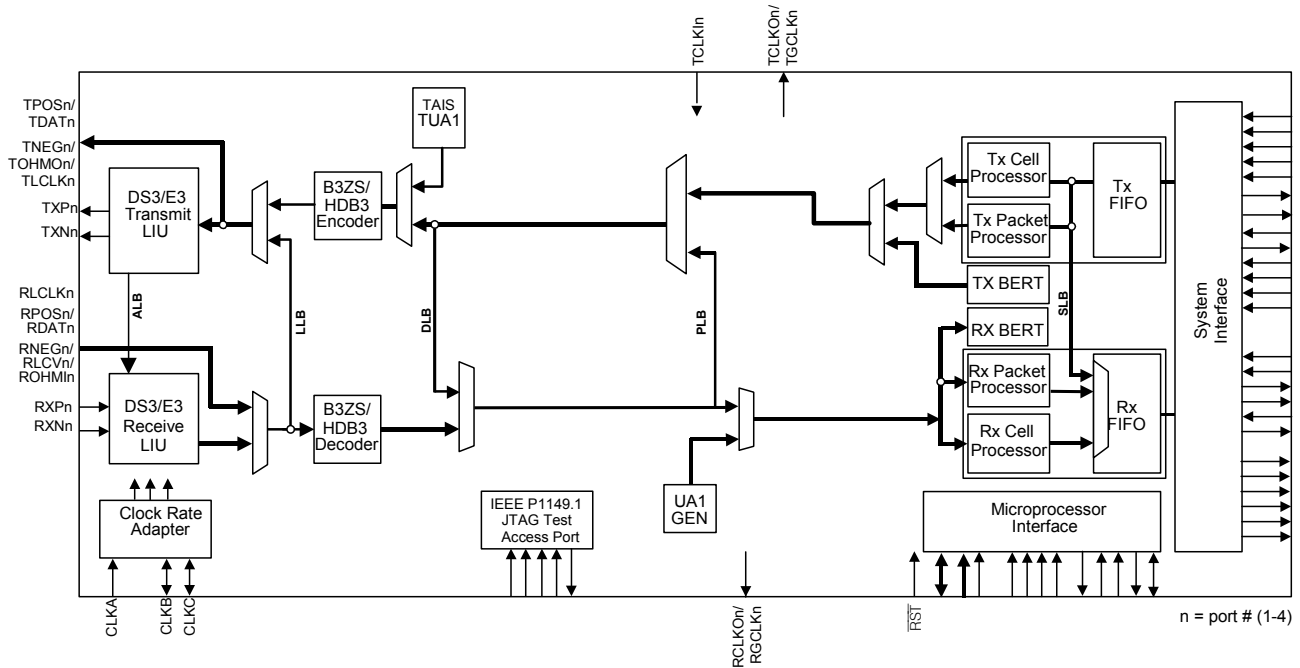 TCLKIn
TCLKOn/
TGCLKn
TPOSn/
TDATn
TNEGn/
TOHMOn/
TLCLKn
TXPn
TXNn
RLCLKn
RPOSn/
RDATn
RNEGn/
RLCVn/
ROHMIn
RXPn
RXNn
DS3/E3
Transmit
LIU
ALB
DS3/E3
Receive
LIU
Clock Rate
Adapter
CLKA
CLKB
CLKC
LLB
B3ZS/
HDB3
Encoder
TAIS
TUA1
B3ZS/
HDB3
Decoder
DLB
IEEE P1149.1
JTAG Test
Access Port
PLB
UA1
GEN
RCLKOn/
RGCLKn
Tx Cell
Processor
Tx Packet
Processor
Tx
FIFO
TX BERT
RX BERT
SLB
Rx Packet
Processor
Rx Cell
Processor
Rx
FIFO
System
Interface
Microprocessor
Interface
RST
n = port # (1-4)